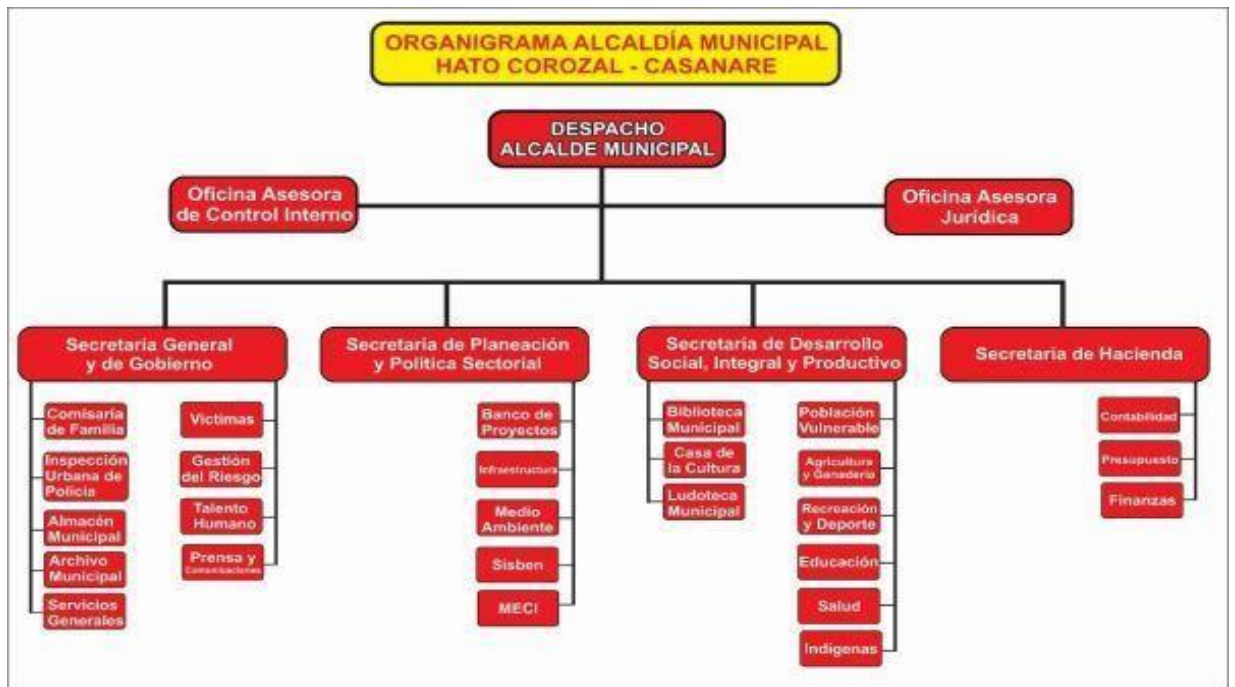 ORGANIGRAMA ALCALDÍA MUNICIPAL
HATO COROZAL - CASANARE
DESPACHO
ALCALDE MUNICIPAL
Oficina Asesora
de Control Interno
Oficina Asesora
Jurídica
Secretaria General
y de Gobierno
Comisaría
de Familia
Inspección
Urbana de
Policia
Almacén
Municipal
Archivo
Municipal
Servicios
Generales
Victimas
Gestión
del Riesgo
Talento
Humano
Prensa y
Comunicaciones
Secretaria de Planeación
y Politica Sectorial
Banco de
Proyectos
Infraestructura
Medio
Ambiente
Sisben
MECI
Secretaria de Desarrollo
Social, Integral y Productivo
Biblioteca
Municipal
Casa de
la Cultura
Ludoteca
Municipal
Población
Vulnerable
Agricultura
y Ganadería
Recreación
y Deporte
Educación
Salud
Indígenas
Secretaria de Hacienda
Contabilidad
Presupuesto
Finanzas